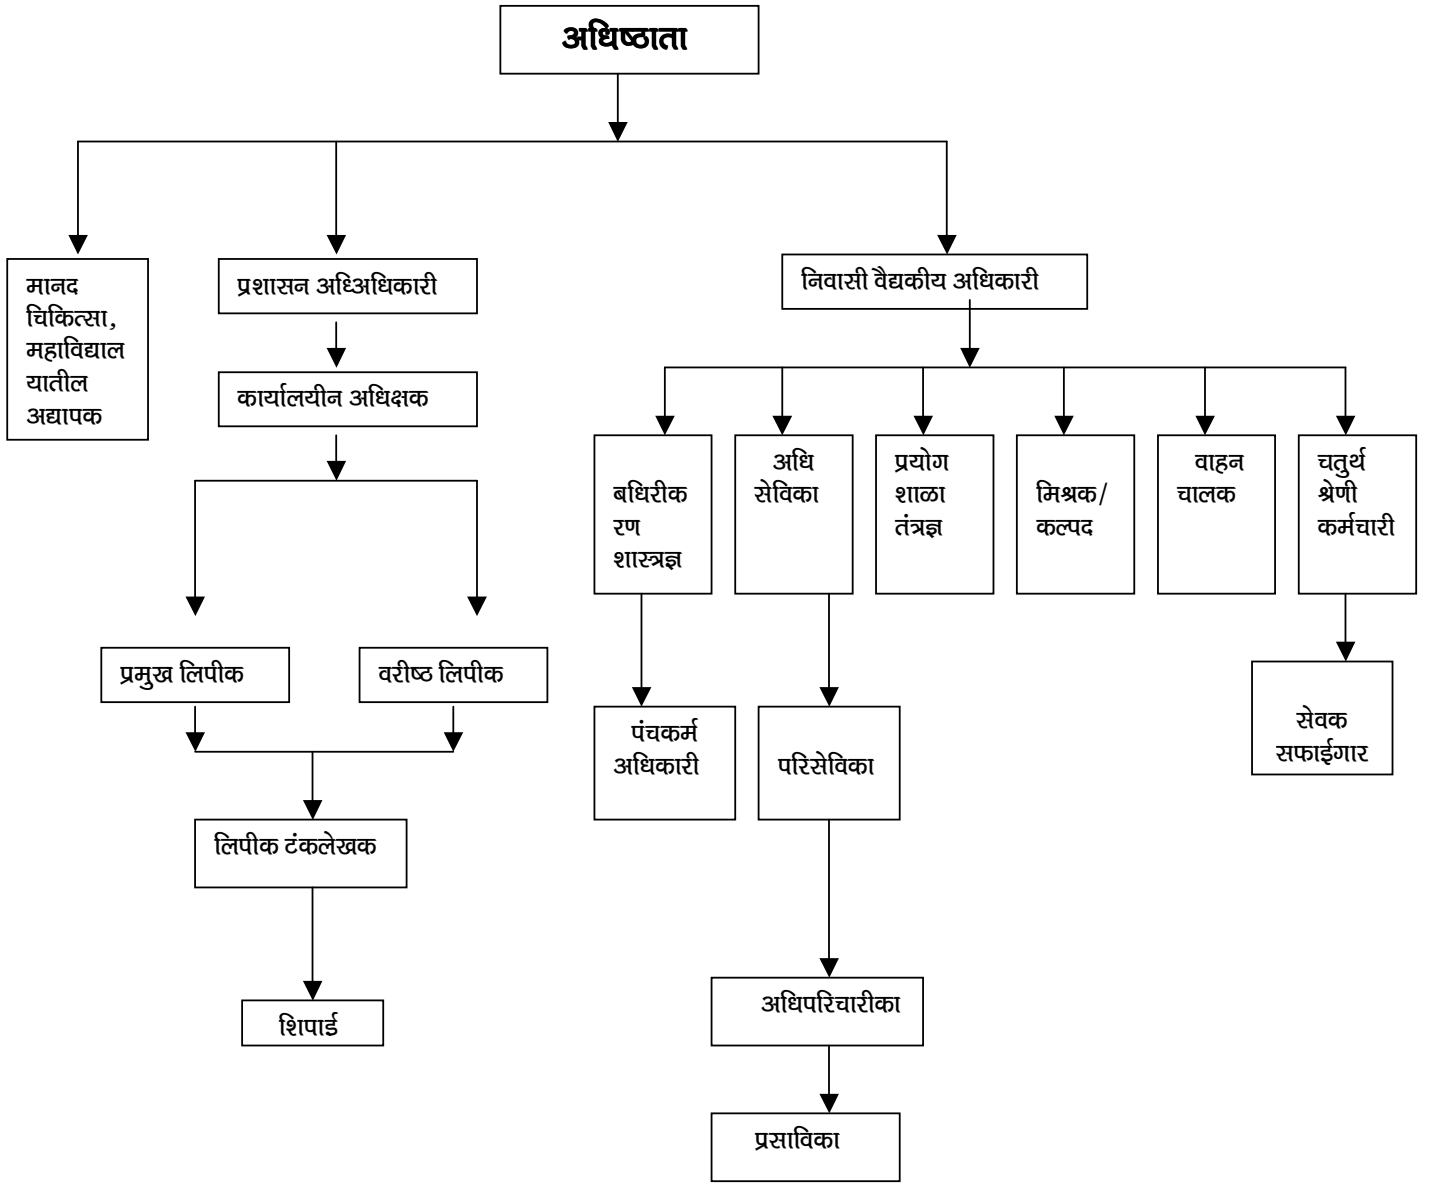 अधिष्ठाता
मानद
चिकित्सा,
महाविद्याल
यातील
अद्यापक
प्रशासन अध्अिधिकारी
निवासी वैद्यकीय अधिकारी
कार्यालयीन अधिक्षक
बधिरीक
रण
शास्त्रज्ञ
अधि
सेविका
प्रयोग
शाळा
तंत्रज्ञ
मिश्रक/
कल्पद
वाहन
चालक
चतुर्थ
श्रेणी
कर्मचारी
प्रमुख लिपीक
वरीष्ठ लिपीक
पंचकर्म
अधिकारी
परिसेविका
सेवक
सफाईगार
लिपीक टंकलेखक
अधिपरिचारीका
शिपाई
प्रसाविका